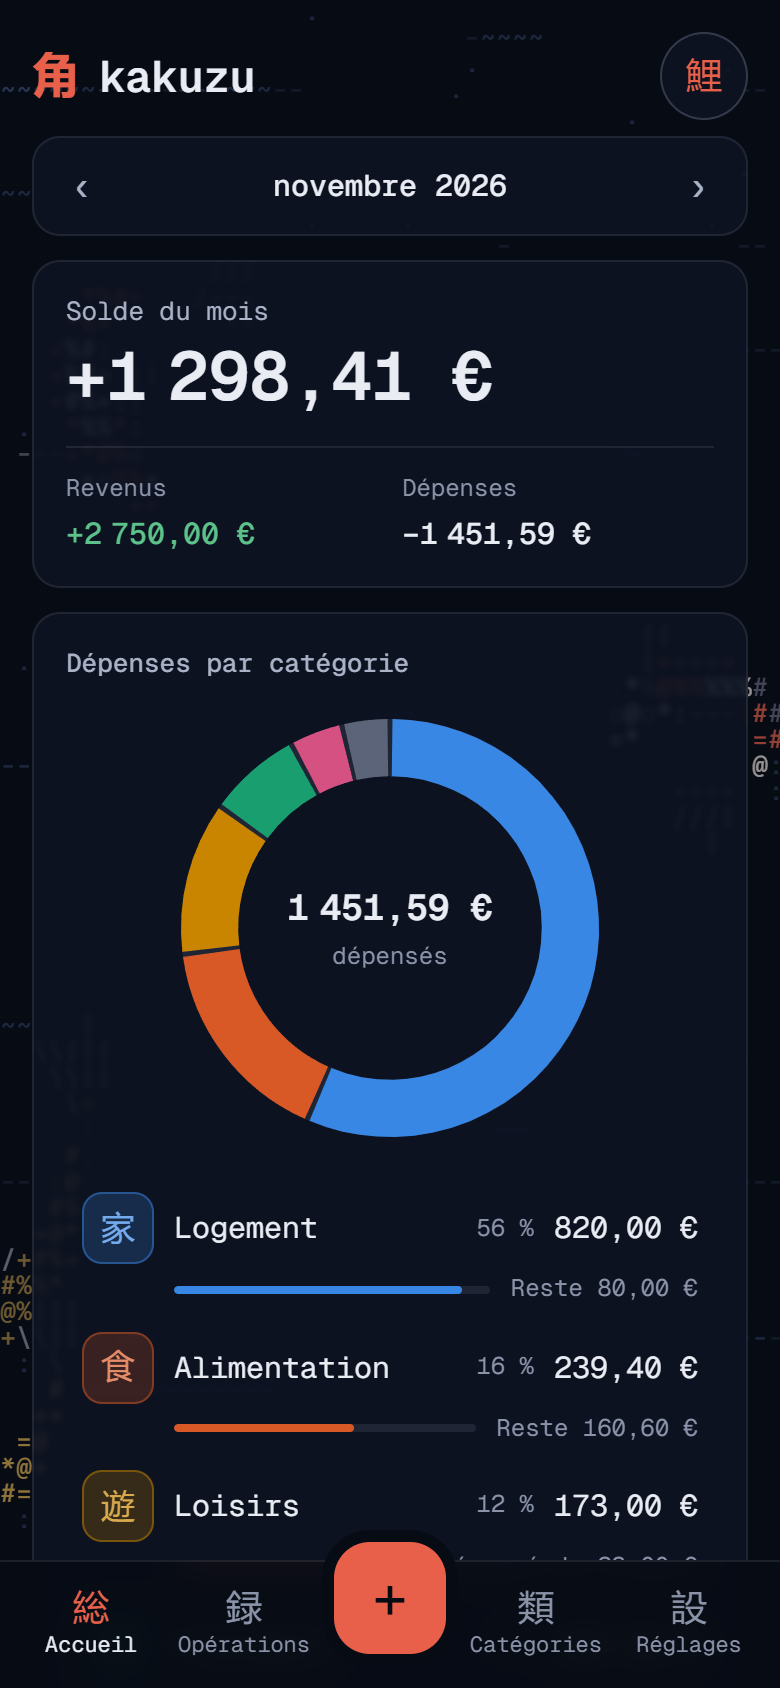 角 kakuzu 鯉
‹ novembre 2026 ›
Solde du mois
+1 298,41 €
Revenus Dépenses
+2 750,00 € −1 451,59 €
Dépenses par catégorie
1 451,59 €
dépensés
家 Logement 56 % 820,00 €
Reste 80,00 €
食 Alimentation 16 % 239,40 €
Reste 160,60 €
遊 Loisirs 12 % 173,00 €
+
総 録 類 設
Accueil Opérations Catégories Réglages